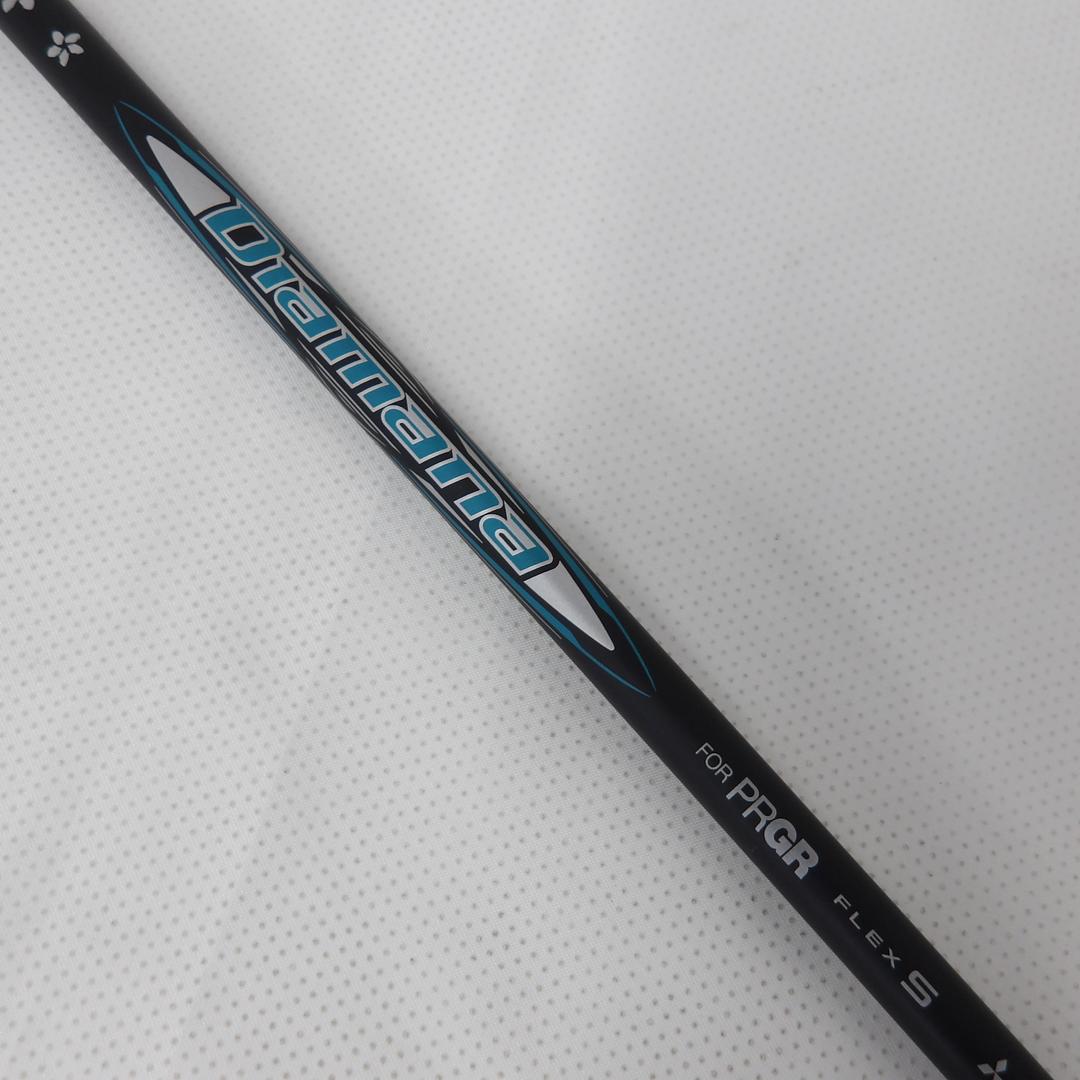 Diamana
FOR PRGR
FLEX S